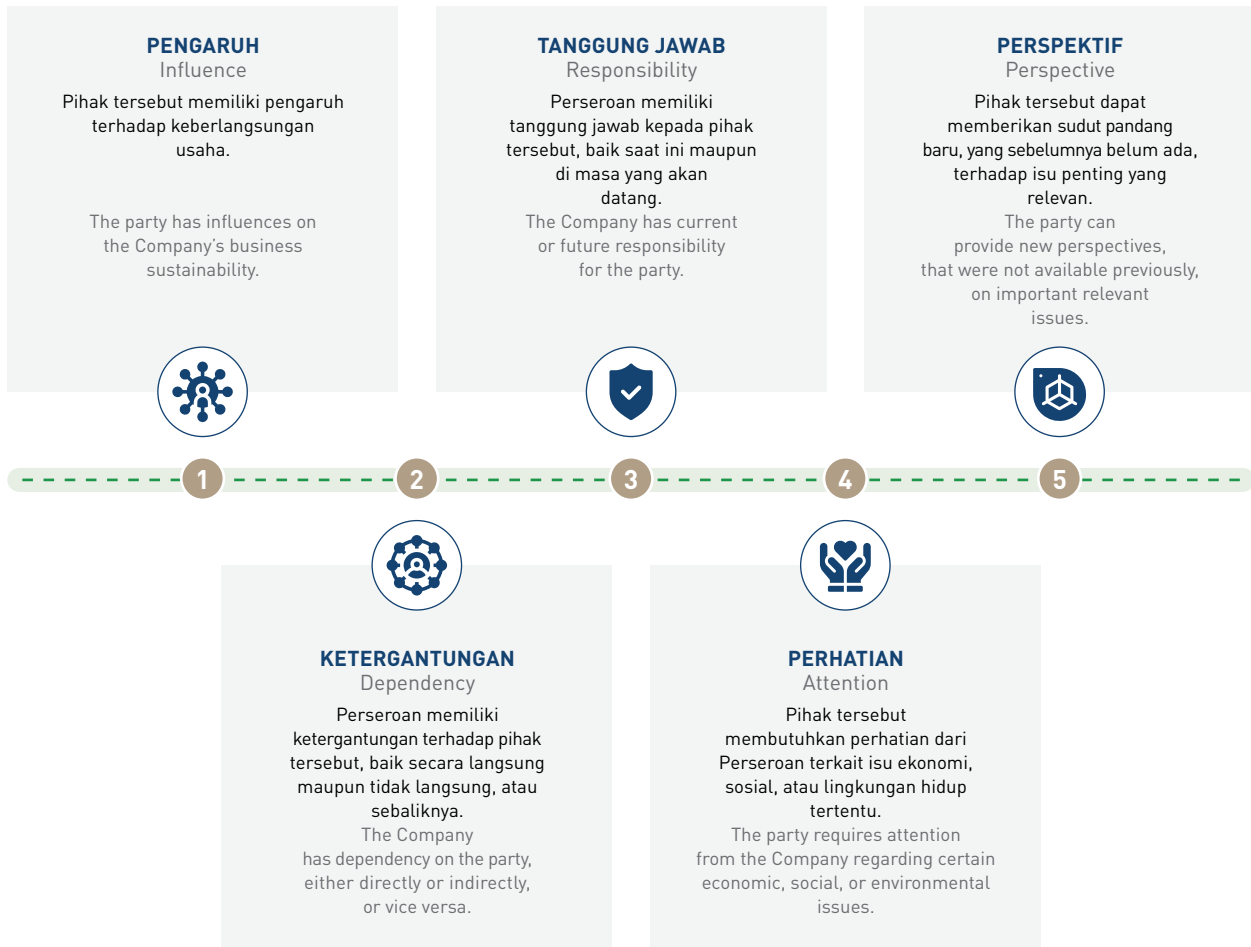 PENGARUH
Influence
Pihak tersebut memiliki pengaruh
terhadap keberlangsungan
usaha.
The party has influences on
the Company's business
sustainability.
TANGGUNG JAWAB
Responsibility
Perseroan memiliki
tanggung jawab kepada pihak
tersebut, baik saat ini maupun
di masa yang akan
datang.
The Company has current
or future responsibility
for the party.
PERSPEKTIF
Perspective
Pihak tersebut dapat
memberikan sudut pandang
baru, yang sebelumnya belum ada,
terhadap isu penting yang
relevan.
The party can
provide new perspectives,
that were not available previously,
on important relevant
issues.
1
2
3
4
5
KETERGANTUNGAN
Dependency
Perseroan memiliki
ketergantungan terhadap pihak
tersebut, baik secara langsung
maupun tidak langsung, atau
sebaliknya.
The Company
has dependency on the party,
either directly or indirectly,
or vice versa.
PERHATIAN
Attention
Pihak tersebut
membutuhkan perhatian dari
Perseroan terkait isu ekonomi,
sosial, atau lingkungan hidup
tertentu.
The party requires attention
from the Company regarding certain
economic, social, or environmental
issues.